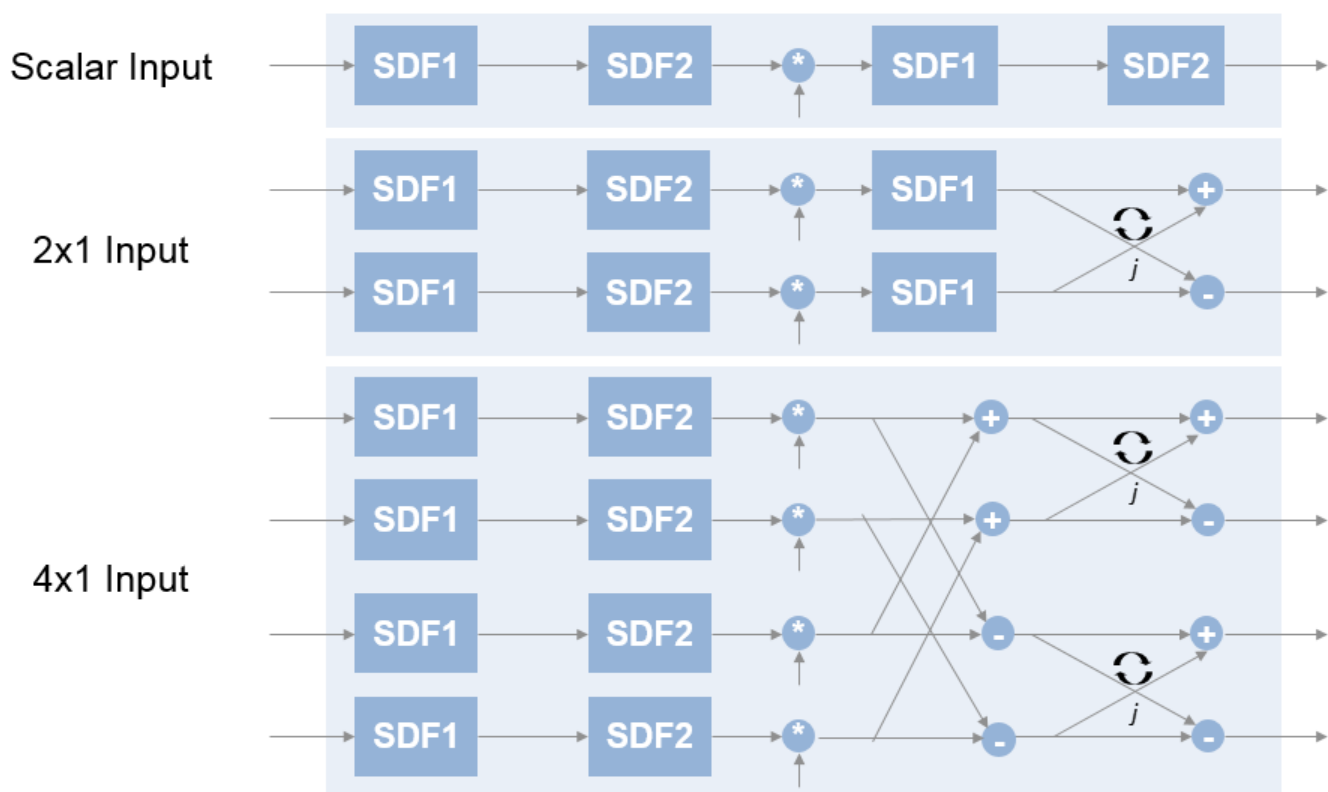 Scalar Input
SDF1 SDF2 * SDF1 SDF2
2x1 Input
SDF1 SDF2 * SDF1 +
j
SDF1 SDF2 * SDF1 -
4x1 Input
SDF1 SDF2 * + +
j
SDF1 SDF2 * + -
SDF1 SDF2 * - +
j
SDF1 SDF2 * - -